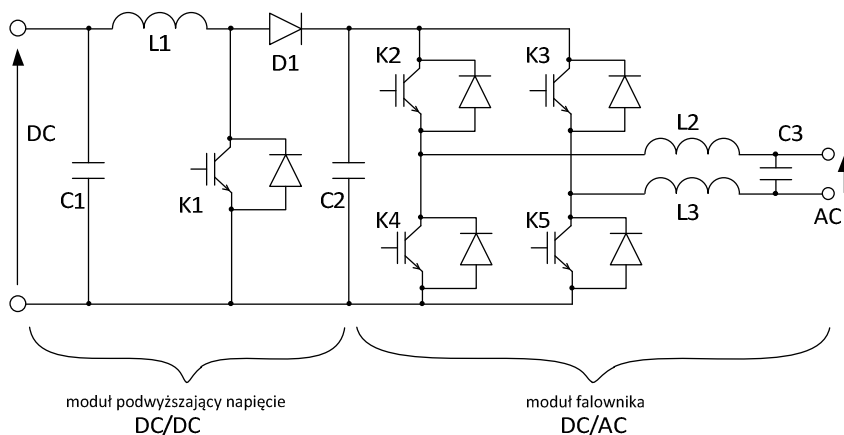 L1
D1
K2
K3
DC
C1
K1
C2
L2
C3
L3
AC
K4
K5
moduł podwyższający napięcie
DC/DC
moduł falownika
DC/AC